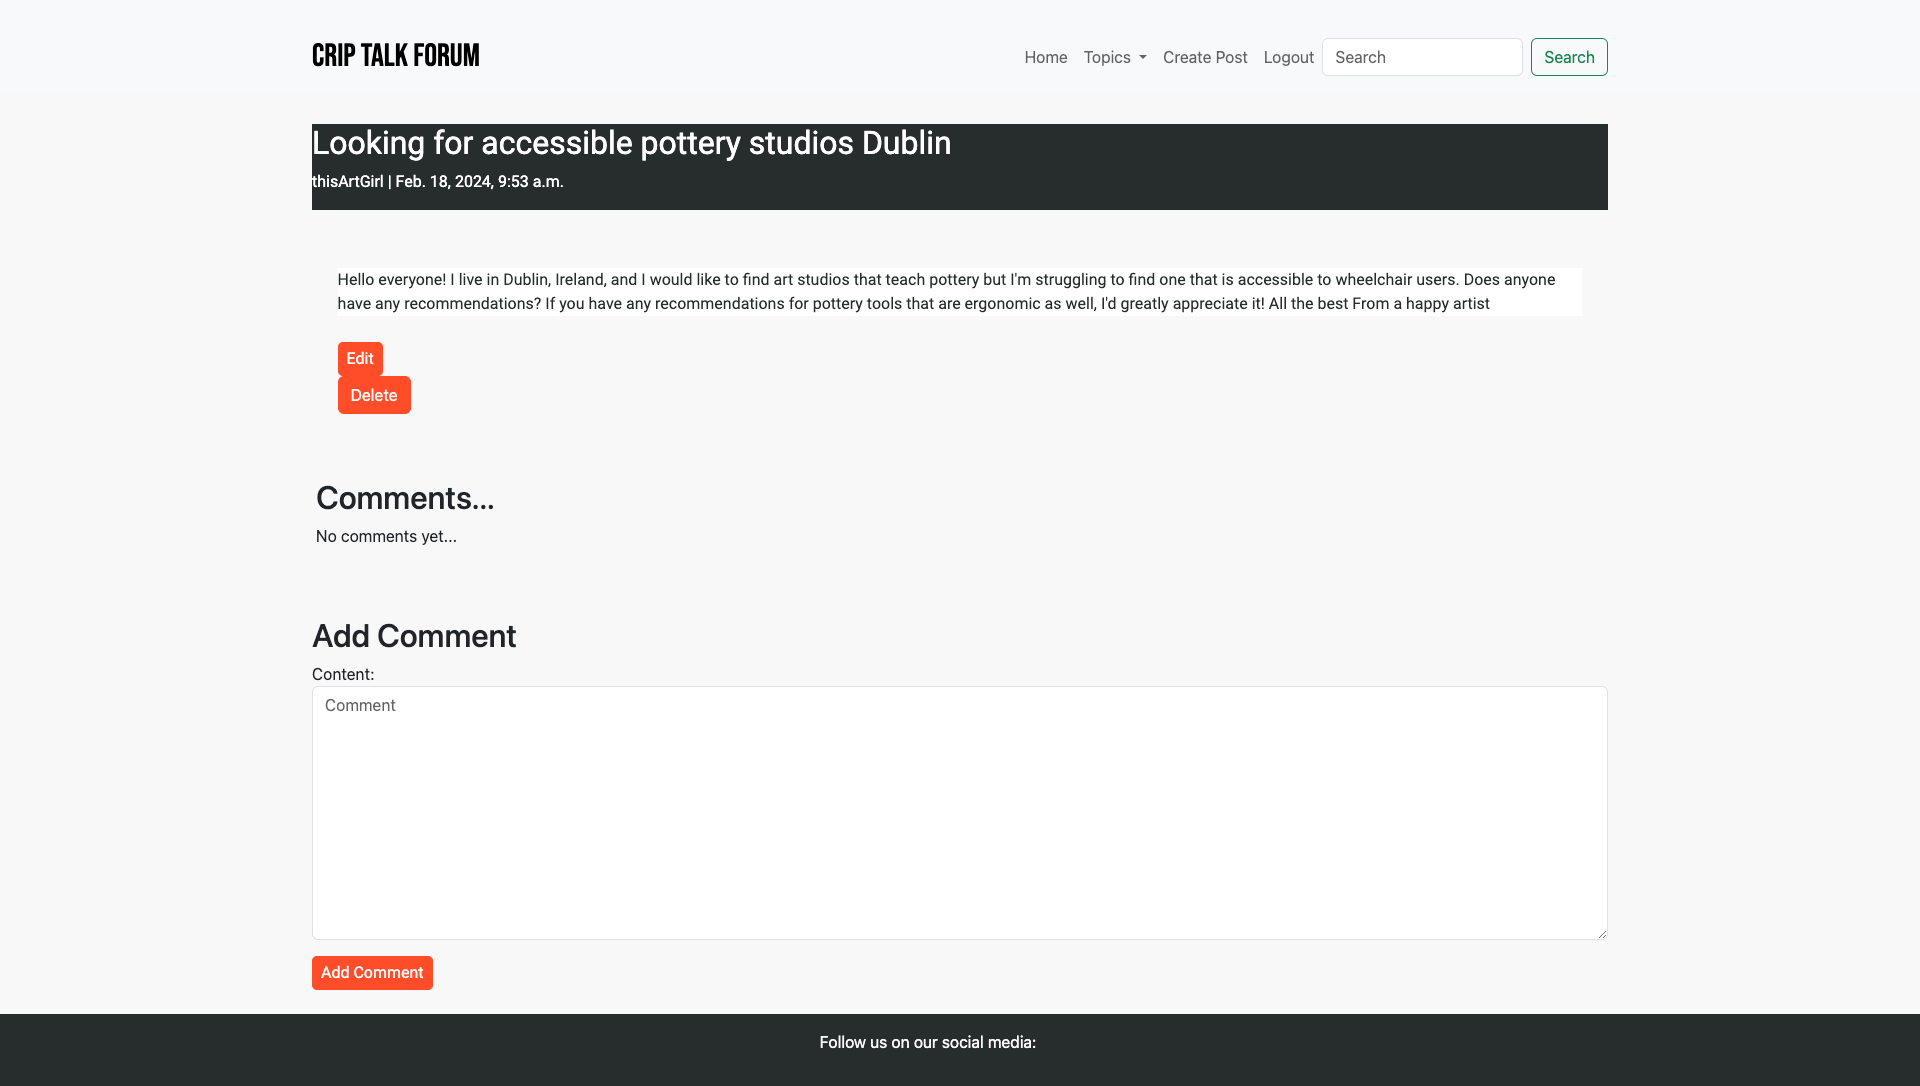 CRIP TALK FORUM
Home Topics Create Post Logout Search Search
Looking for accessible pottery studios Dublin
thisArtGirl | Feb. 18, 2024, 9:53 a.m.
Hello everyone! I live in Dublin, Ireland, and I would like to find art studios that teach pottery but I'm struggling to find one that is accessible to wheelchair users. Does anyone
have any recommendations? If you have any recommendations for pottery tools that are ergonomic as well, I'd greatly appreciate it! All the best From a happy artist
Edit
Delete
Comments...
No comments yet...
Add Comment
Content:
Comment
Add Comment
Follow us on our social media: